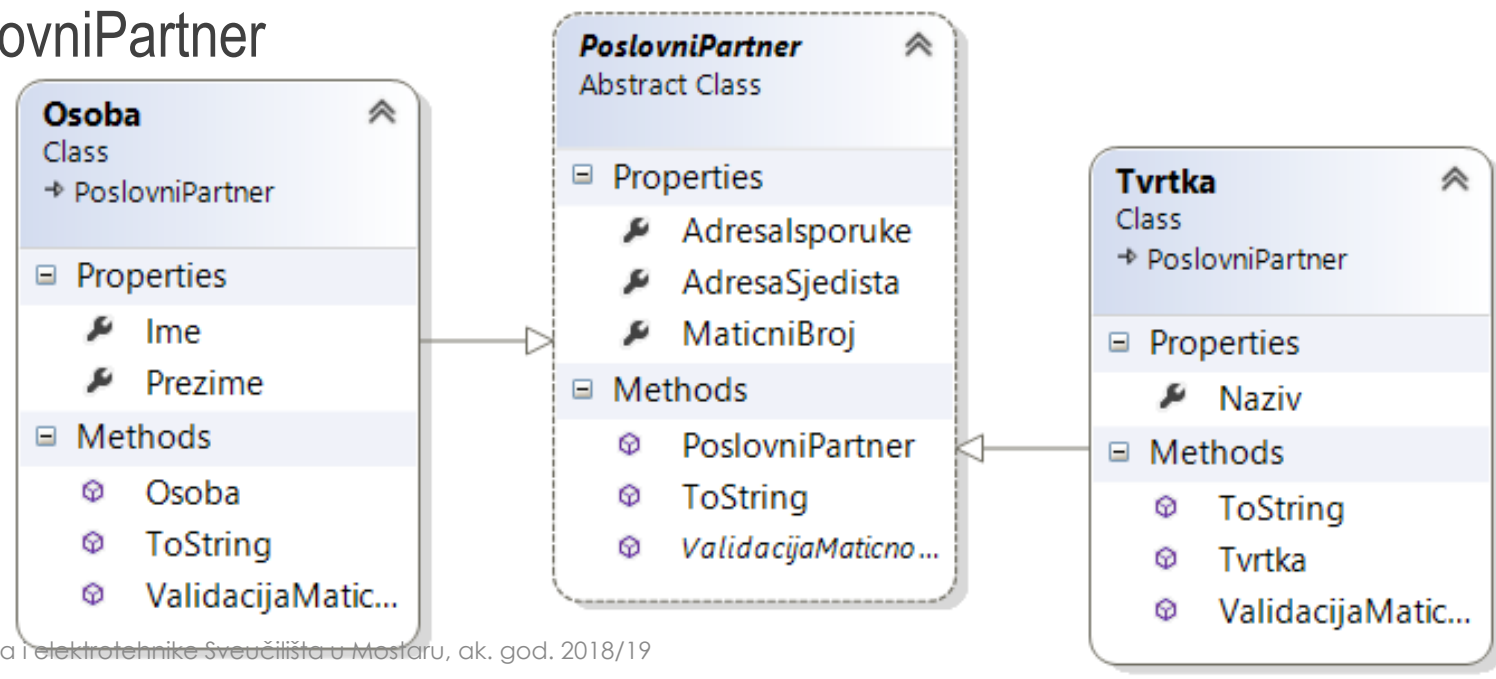 ovniPartner
Osoba
Class
PoslovniPartner
Properties
Ime
Prezime
Methods
Osoba
ToString
ValidacijaMatic...
PoslovniPartner
Abstract Class
Properties
AdresaIsporuke
AdresaSjedista
MaticniBroj
Methods
PoslovniPartner
ToString
ValidacijaMaticno...
Tvrtka
Class
PoslovniPartner
Properties
Naziv
Methods
ToString
Tvrtka
ValidacijaMatic...
a i elektrotehnike Sveučilišta u Mostaru, ak. god. 2018/19